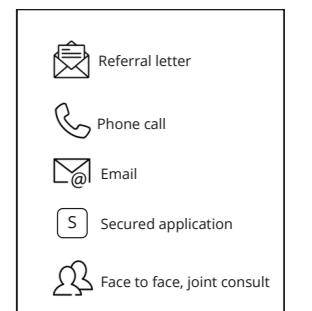 Referral letter
Phone call
@ Email
S Secured application
Face to face, joint consult